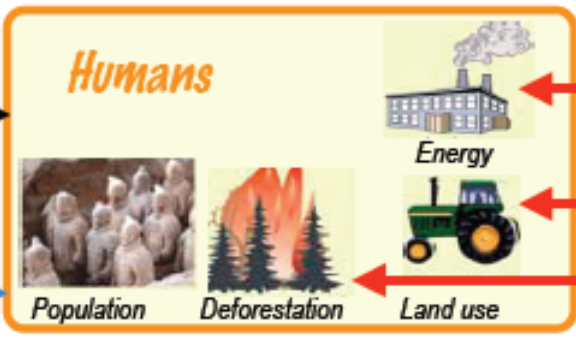 Humans
Energy
Population
Deforestation
Land use